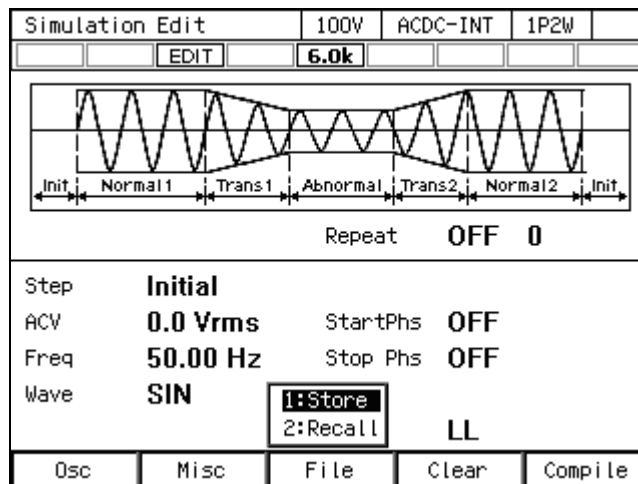 Simulation Edit 100V ACDC-INT 1P2W
EDIT 6.0k
Init Normal1 Trans1 Abnormal Trans2 Normal2 Init
Repeat OFF 0
Step Initial
ACV 0.0 Vrms StartPhs OFF
Freq 50.00 Hz Stop Phs OFF
Wave SIN
1:Store
2:Recall LL
Osc Misc File Clear Compile